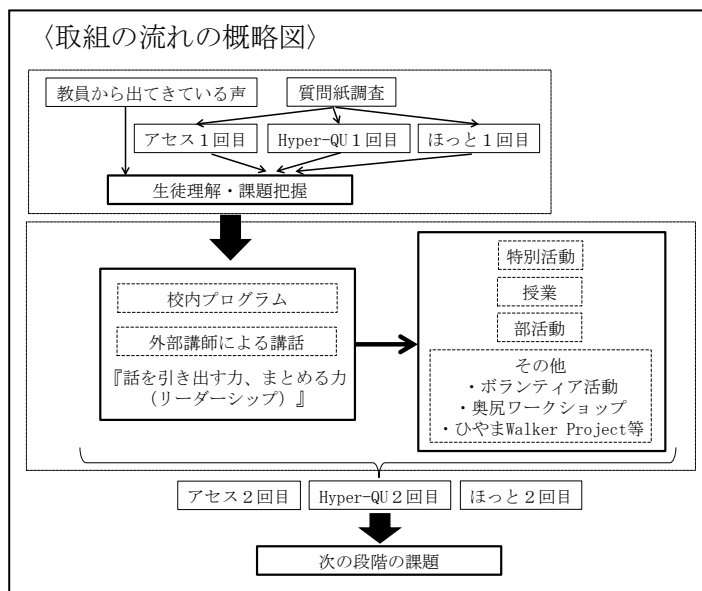 〈取組の流れの概略図〉
教員から出てきている声
質問紙調査
アセス１回目
Hyper-QU１回目
ほっと１回目
生徒理解・課題把握
校内プログラム
外部講師による講話
『話を引き出す力、まとめる力
（リーダーシップ）』
特別活動
授業
部活動
その他
・ボランティア活動
・奥尻ワークショップ
・ひやまWalker Project等
アセス２回目
Hyper-QU２回目
ほっと２回目
次の段階の課題